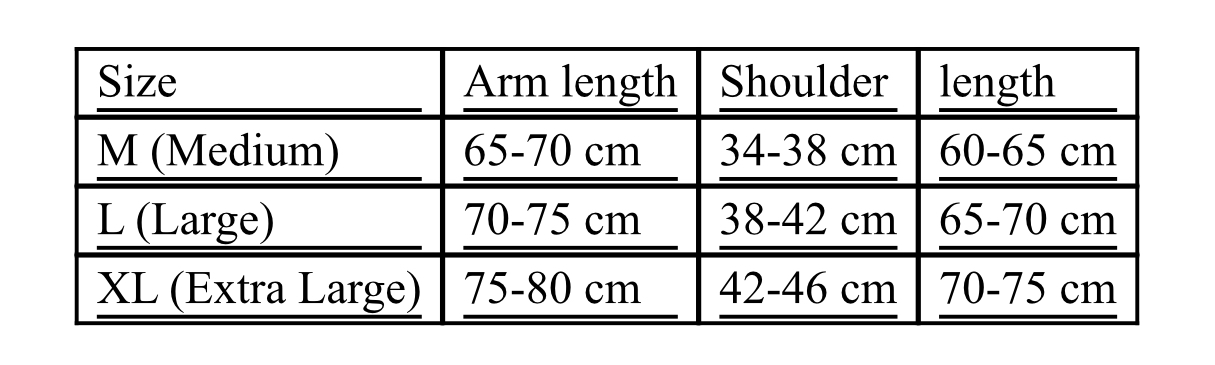 Size Arm length Shoulder length
M (Medium) 65-70 cm 34-38 cm 60-65 cm
L (Large) 70-75 cm 38-42 cm 65-70 cm
XL (Extra Large) 75-80 cm 42-46 cm 70-75 cm